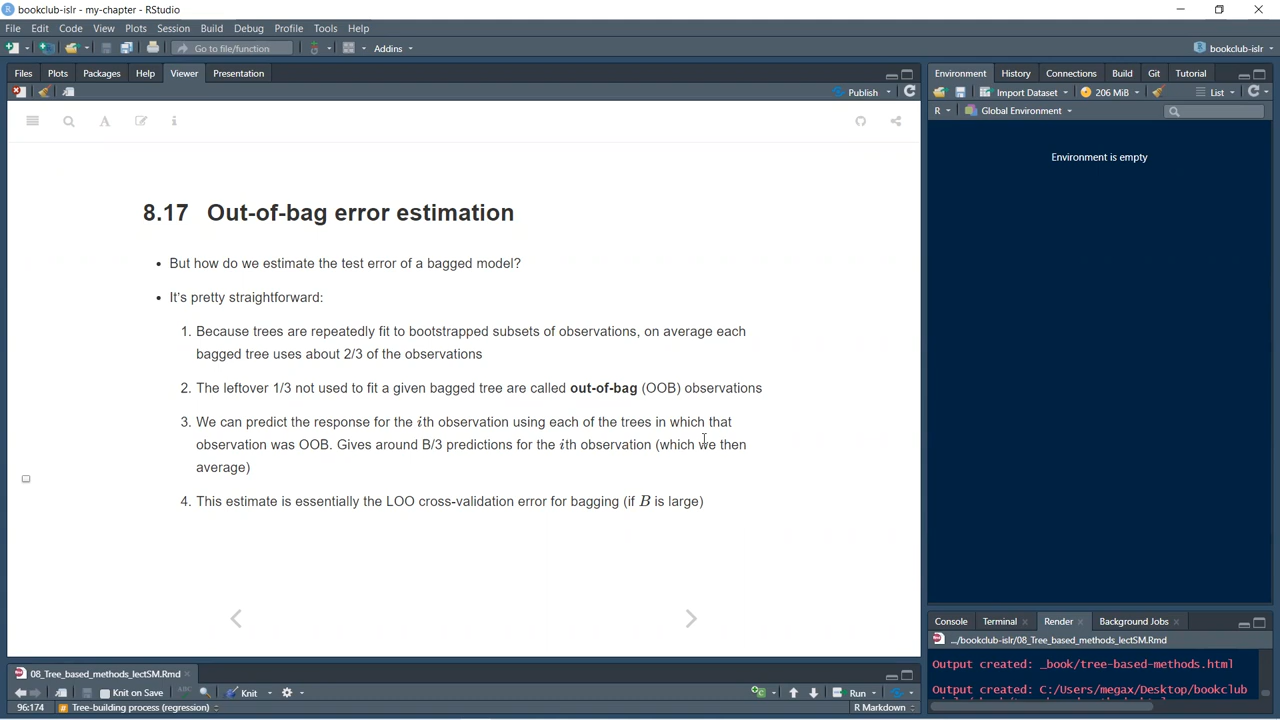 bookclub-islr - my-chapter - RStudio
File Edit Code View Plots Session Build Debug Profile Tools Help
Go to file/function Addins bookclub-islr
Files Plots Packages Help Viewer Presentation
Publish
8.17 Out-of-bag error estimation
• But how do we estimate the test error of a bagged model?
• It's pretty straightforward:
1. Because trees are repeatedly fit to bootstrapped subsets of observations, on average each
bagged tree uses about 2/3 of the observations
2. The leftover 1/3 not used to fit a given bagged tree are called out-of-bag (OOB) observations
3. We can predict the response for the ith observation using each of the trees in which that
observation was OOB. Gives around B/3 predictions for the ith observation (which we then
average)
4. This estimate is essentially the LOO cross-validation error for bagging (if B is large)
08_Tree_based_methods_lectSM.Rmd
Knit on Save Knit Run
96:174 Tree-building process (regression) R Markdown
Environment History Connections Build Git Tutorial
Import Dataset 206 MiB List
R Global Environment
Environment is empty
Console Terminal Render Background Jobs
.../bookclub-islr/08_Tree_based_methods_lectSM.Rmd
Output created: _book/tree-based-methods.html
Output created: C:/Users/megax/Desktop/bookclub